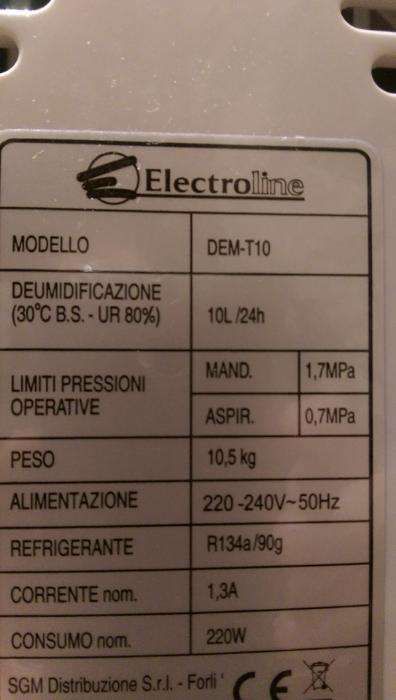 Electroline
MODELLO DEM-T10
DEUMIDIFICAZIONE
(30°C B.S. - UR 80%) 10L/24h
LIMITI PRESSIONI
OPERATIVE
MAND. 1,7MPa
ASPIR. 0,7MPa
PESO 10,5 kg
ALIMENTAZIONE 220-240V~50Hz
REFRIGERANTE R134a/90g
CORRENTE nom. 1,3A
CONSUMO nom. 220W
SGM Distribuzione S.r.l. - Forlì CE